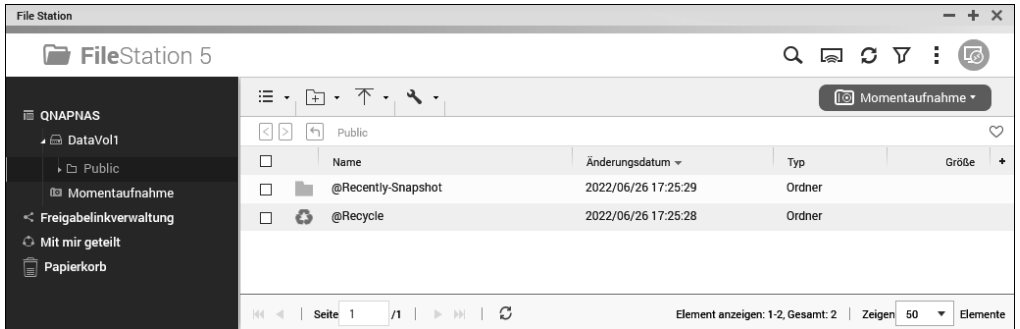 File Station
FileStation 5
QNAPNAS
DataVol1
Public
Momentaufnahme
Freigabelinkverwaltung
Mit mir geteilt
Papierkorb
Momentaufnahme
Public
Name Änderungsdatum Typ Größe
@Recently-Snapshot 2022/06/26 17:25:29 Ordner
@Recycle 2022/06/26 17:25:28 Ordner
Seite 1 /1 Element anzeigen: 1-2, Gesamt: 2 Zeigen 50 Elemente